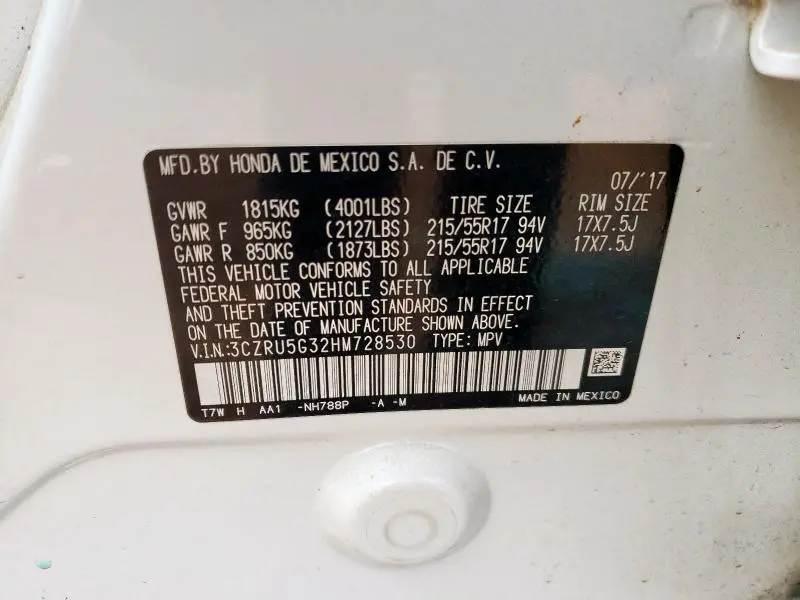 MFD.BY HONDA DE MEXICO S.A. DE C.V.
07/'17
GVWR 1815KG (4001LBS) TIRE SIZE RIM SIZE
GAWR F 965KG (2127LBS) 215/55R17 94V 17X7.5J
GAWR R 850KG (1873LBS) 215/55R17 94V 17X7.5J
THIS VEHICLE CONFORMS TO ALL APPLICABLE
FEDERAL MOTOR VEHICLE SAFETY
AND THEFT PREVENTION STANDARDS IN EFFECT
ON THE DATE OF MANUFACTURE SHOWN ABOVE.
V.I.N.:3CZRU5G32HM728530 TYPE: MPV
T7W H AA1 -NH788P -A -M MADE IN MEXICO